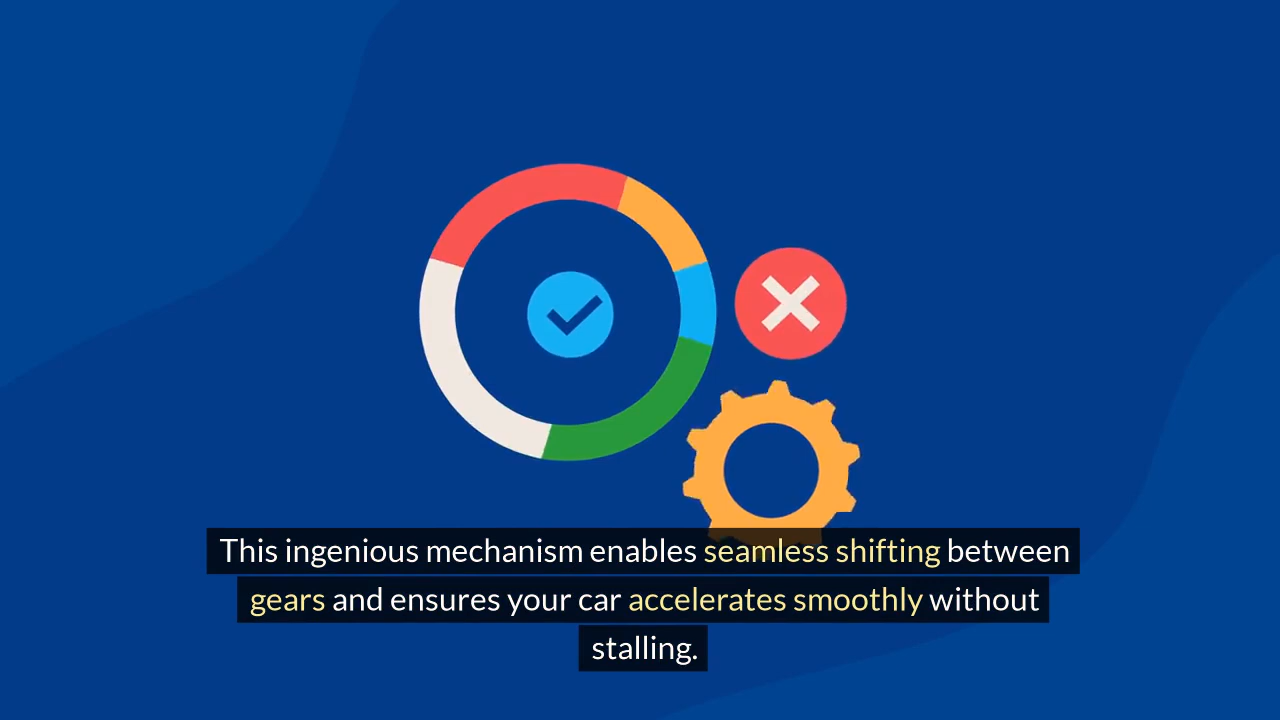 This ingenious mechanism enables seamless shifting between
gears and ensures your car accelerates smoothly without
stalling.